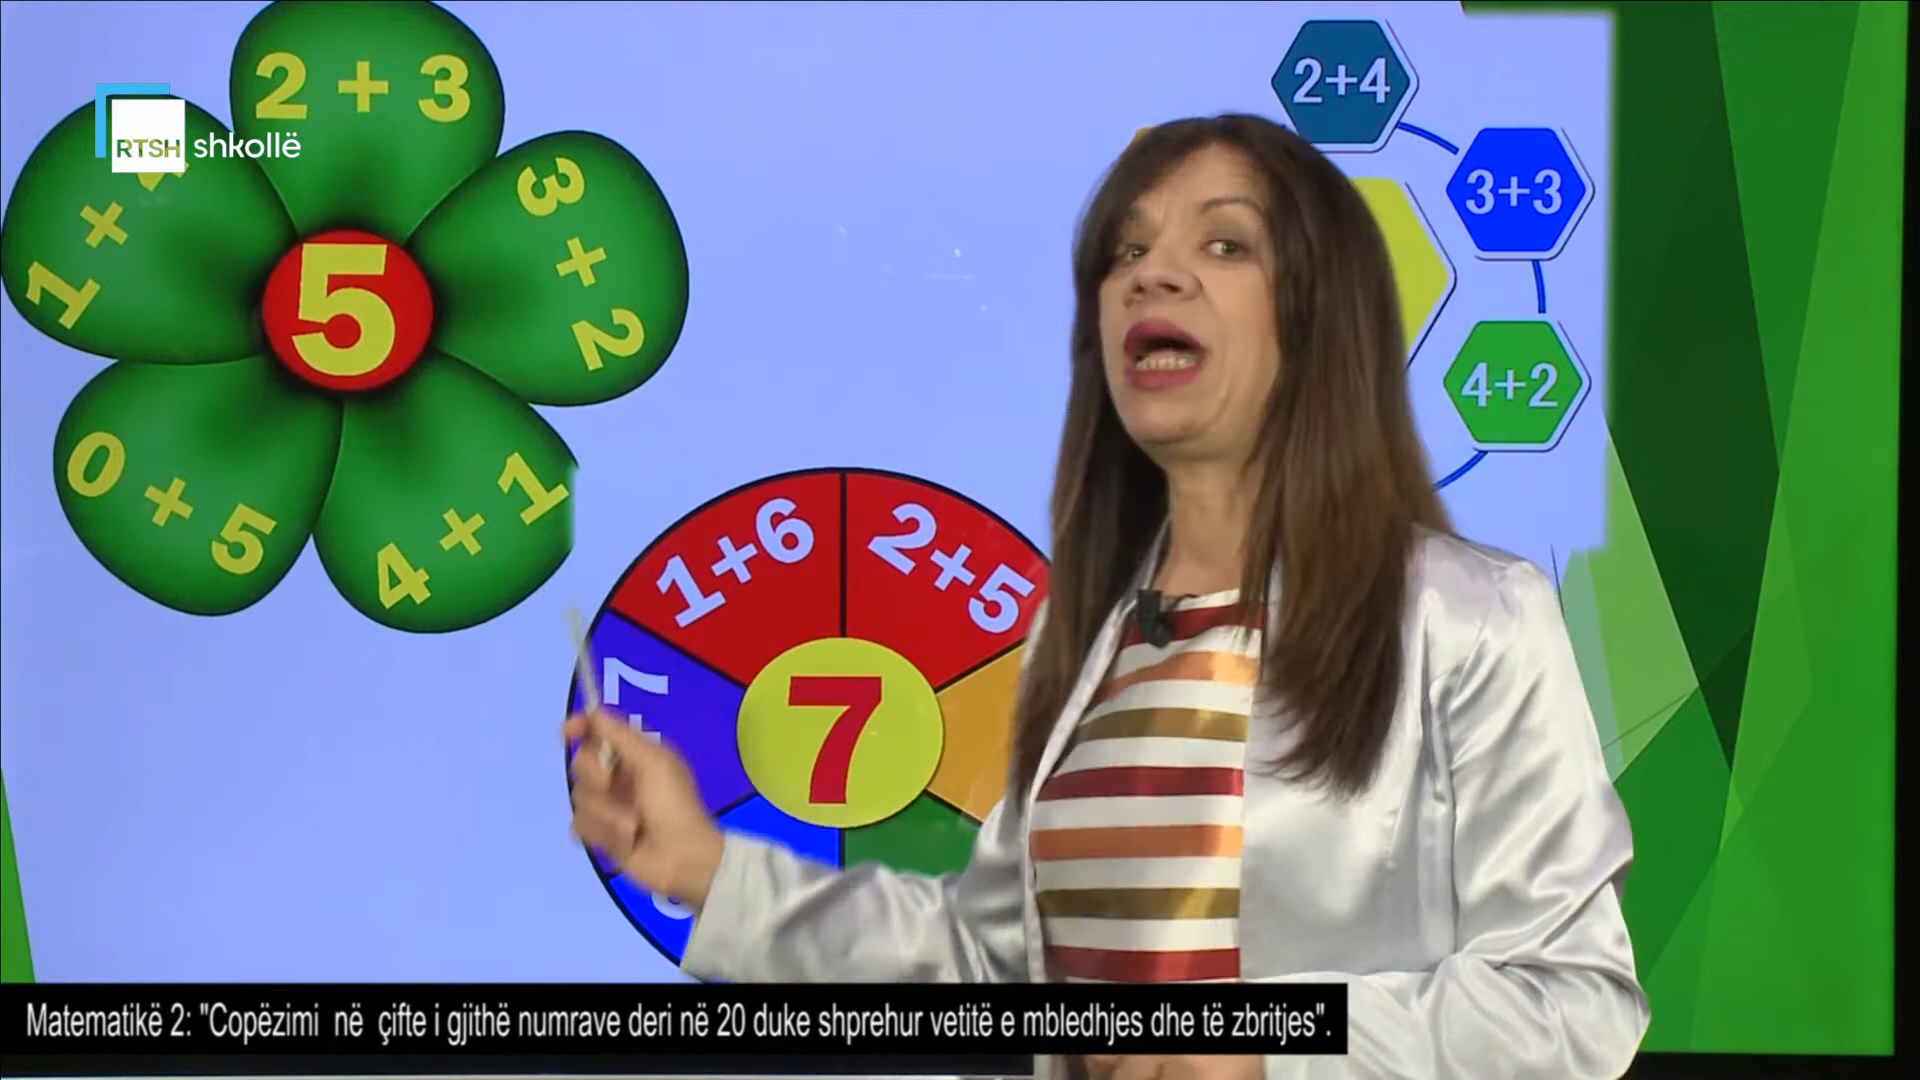 RTSH shkollë
2 + 3
3 + 2
4 + 1
0 + 5
5
2+4
3+3
4+2
1+6
2+5
7
Matematikë 2: "Copëzimi në çifte i gjithë numrave deri në 20 duke shprehur vetitë e mbledhjes dhe të zbritjes".